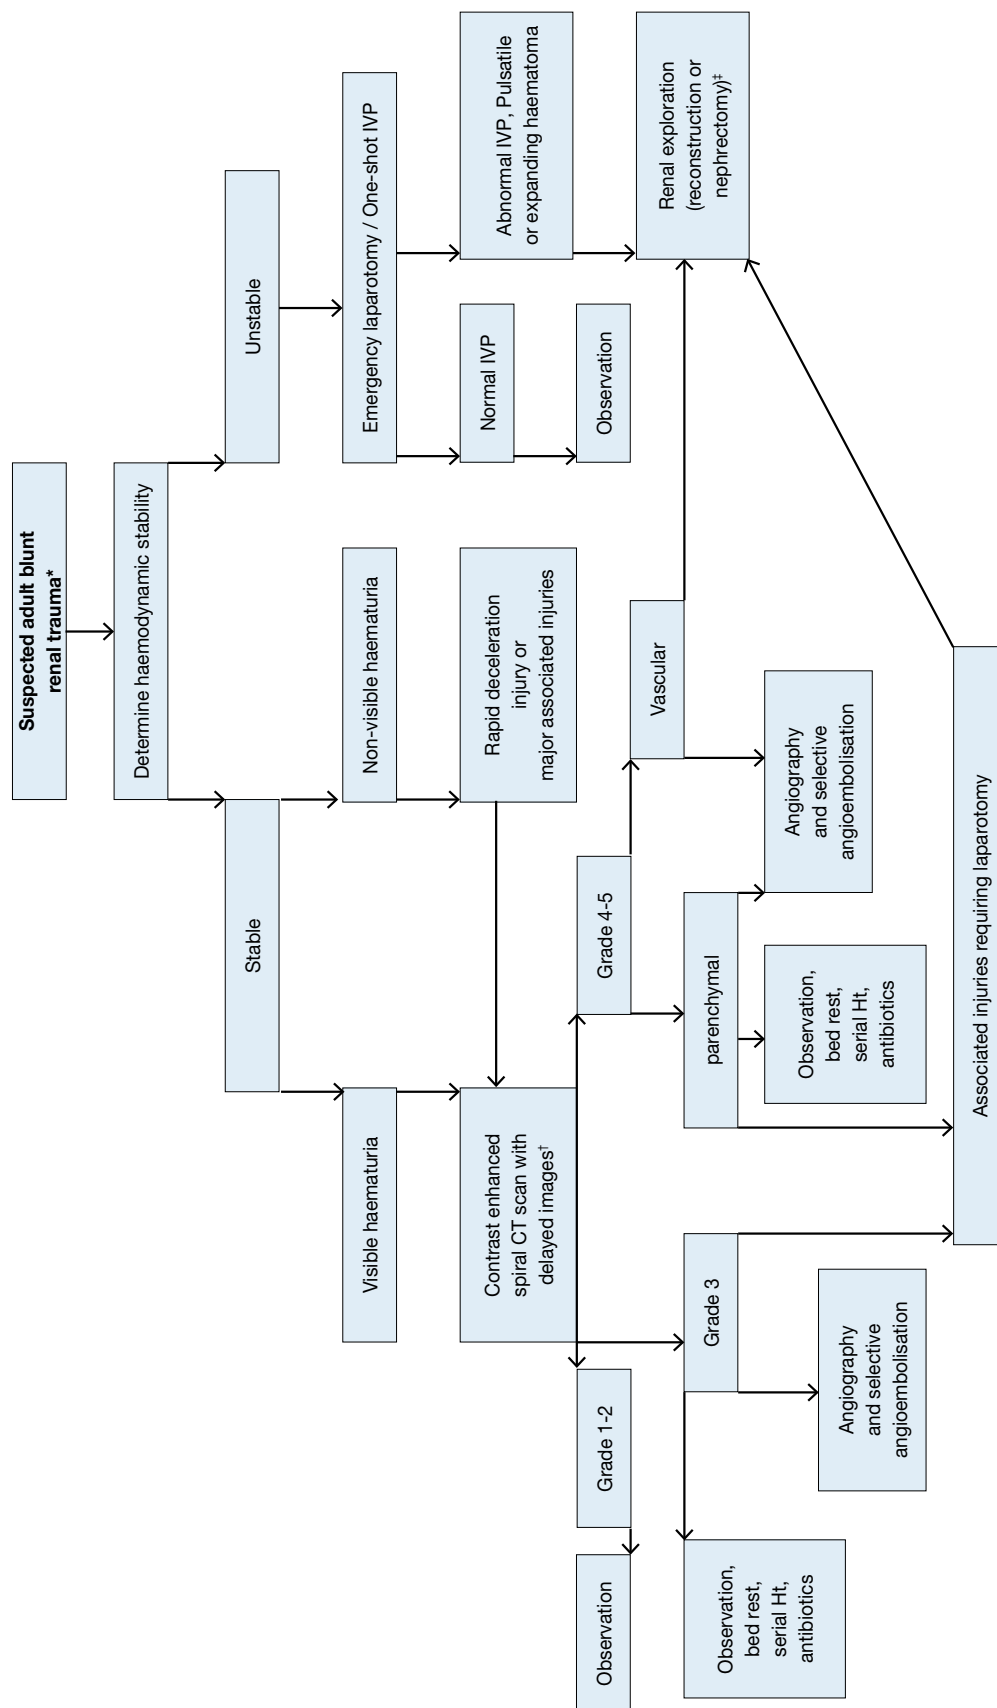 Suspected adult blunt
renal trauma*
Determine haemodynamic stability
Stable
Unstable
Visible haematuria
Non-visible haematuria
Emergency laparotomy / One-shot IVP
Contrast enhanced
spiral CT scan with
delayed images†
Rapid deceleration
injury or
major associated injuries
Normal IVP
Abnormal IVP, Pulsatile
or expanding haematoma
Observation
Grade 1-2
Grade 4-5
Observation
Vascular
Renal exploration
(reconstruction or
nephrectomy)‡
Observation,
bed rest,
serial Ht,
antibiotics
Grade 3
parenchymal
Angiography
and selective
angioembolisation
Observation,
bed rest,
serial Ht,
antibiotics
Angiography
and selective
angioembolisation
Associated injuries requiring laparotomy